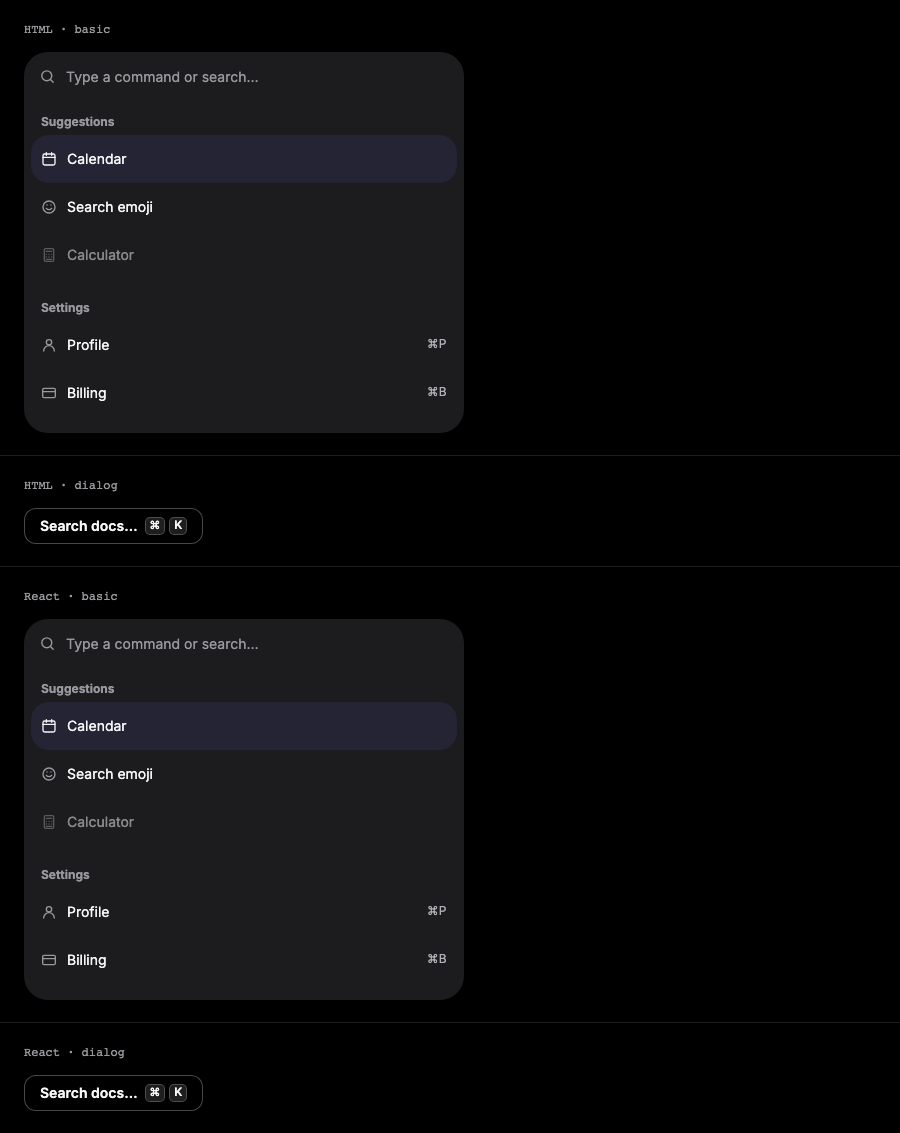 HTML · basic
Type a command or search...
Suggestions
Calendar
Search emoji
Calculator
Settings
Profile ⌘P
Billing ⌘B
HTML · dialog
Search docs... ⌘ K
React · basic
Type a command or search...
Suggestions
Calendar
Search emoji
Calculator
Settings
Profile ⌘P
Billing ⌘B
React · dialog
Search docs... ⌘ K